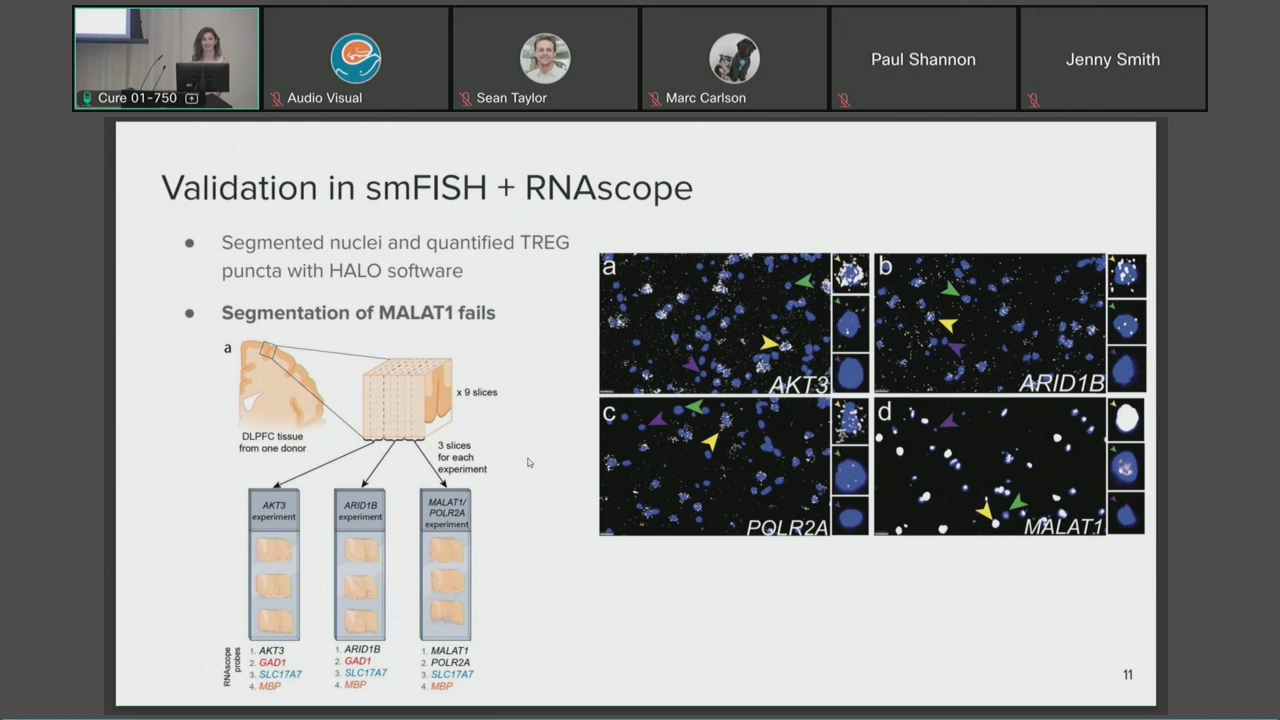 Cure 01-750
Audio Visual
Sean Taylor
Marc Carlson
Paul Shannon
Jenny Smith
Validation in smFISH + RNAscope
● Segmented nuclei and quantified TREG
puncta with HALO software
● Segmentation of MALAT1 fails
a
DLPFC tissue
from one donor
x 9 slices
3 slices
for each
experiment
AKT3
experiment
ARID1B
experiment
MALAT1/
POLR2A
experiment
RNAscope
probes
1. AKT3
2. GAD1
3. SLC17A7
4. MBP
1. ARID1B
2. GAD1
3. SLC17A7
4. MBP
1. MALAT1
2. POLR2A
3. SLC17A7
4. MBP
a
AKT3
b
ARID1B
c
POLR2A
d
MALAT1
11